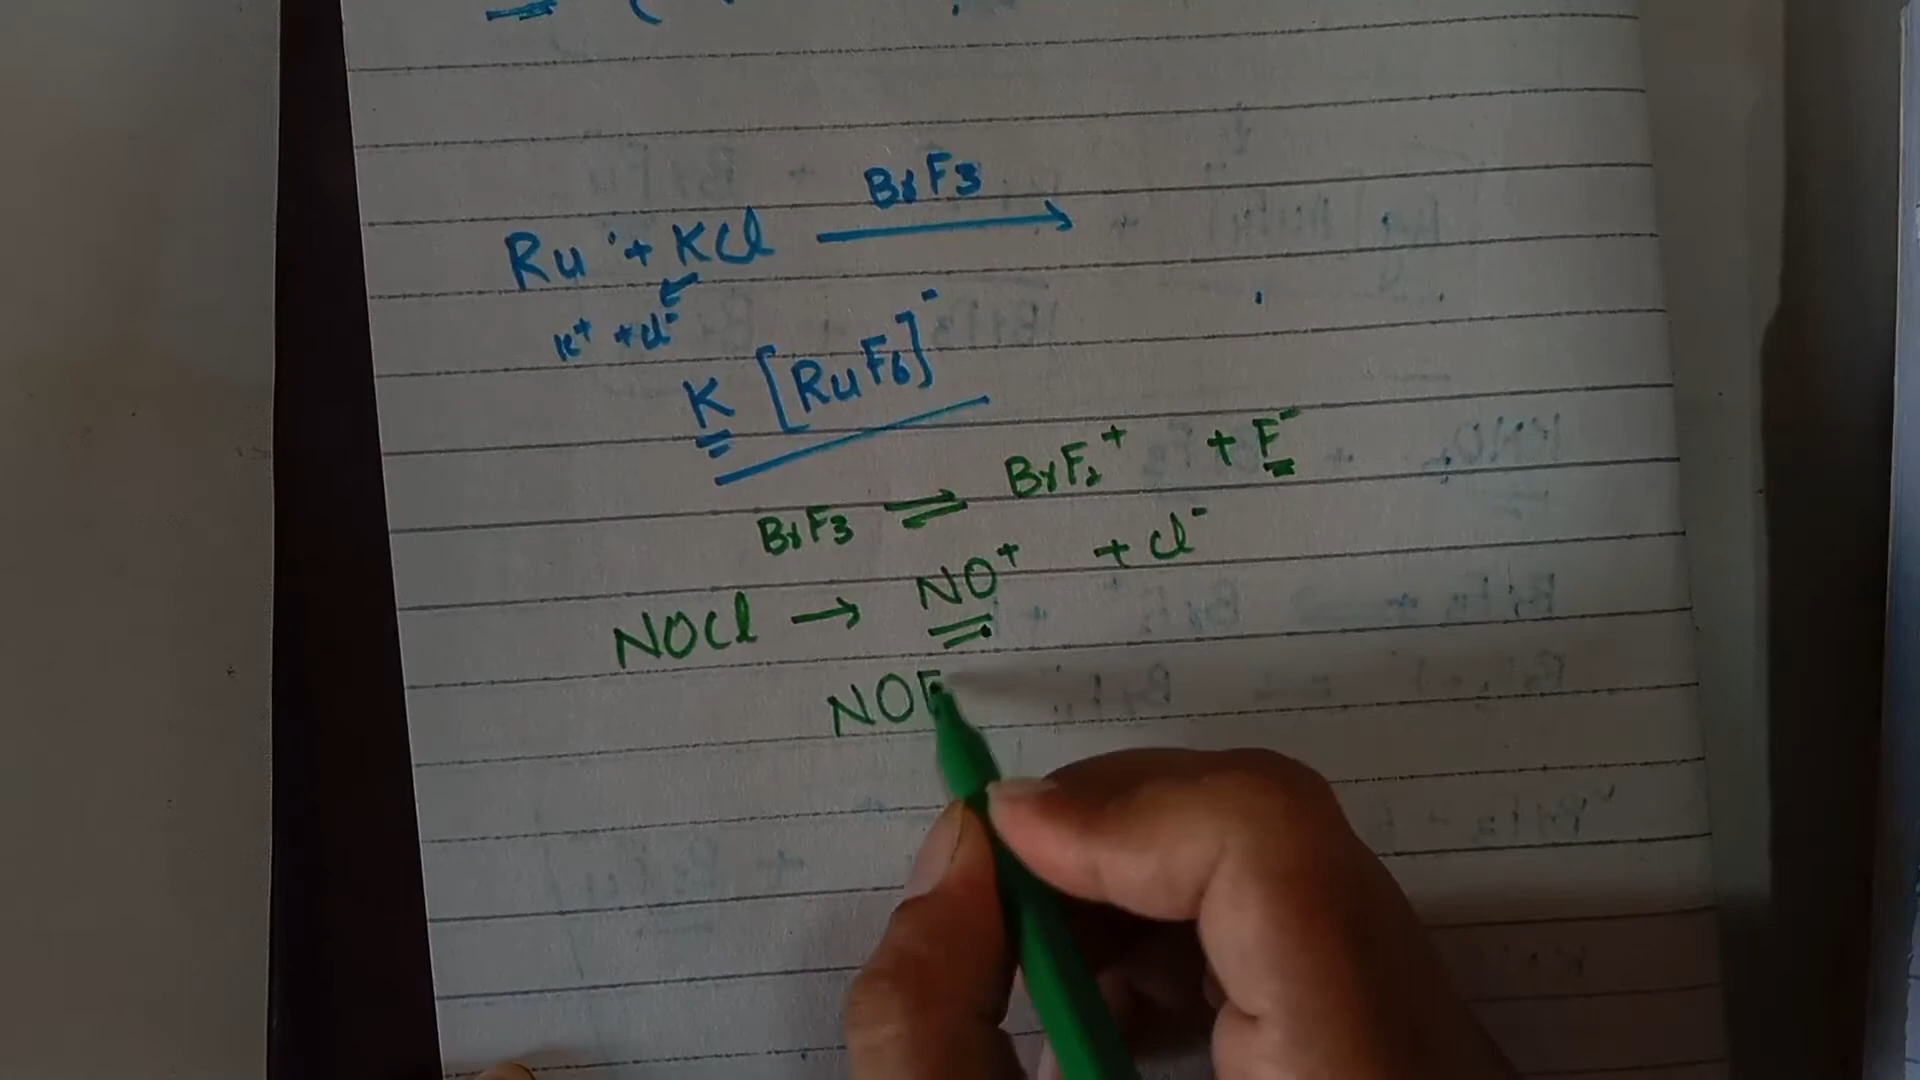 BrF3
Ru + KCl ⟶
K+ + Cl-
K [RuF6]-
BrF3 ⇌ BrF2+ + F-
NOCl → NO+ + Cl-
NOF